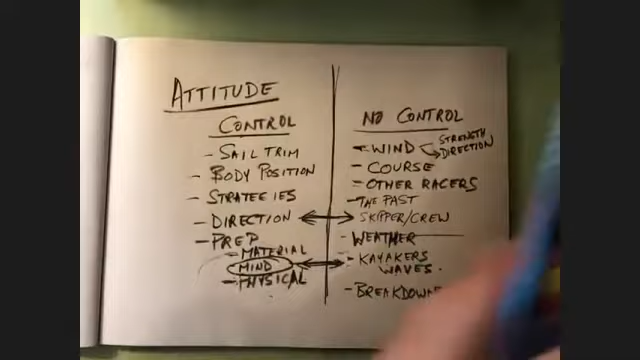 ATTITUDE
CONTROL
- SAIL TRIM
- BODY POSITION
- STRATEGIES
- DIRECTION
- PREP
- MATERIAL
MIND
- PHYSICAL
NO CONTROL
- WIND
STRENGTH
DIRECTION
- COURSE
- OTHER RACERS
- THE PAST
SKIPPER/CREW
- WEATHER
- KAYAKERS
WAVES.